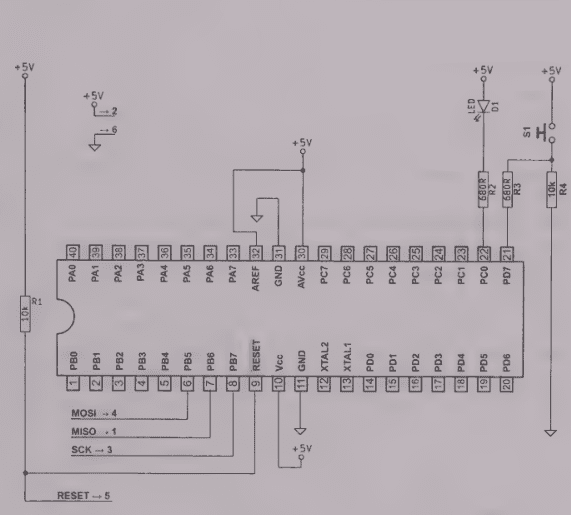 +5V
+5V
→ 2
→ 6
+5V
+5V
+5V
LED
D1
S1
680R
R2
680R
R3
10k
R4
40 39 38 37 36 35 34 33 32 31 30 29 28 27 26 25 24 23 22 21
PA0 PA1 PA2 PA3 PA4 PA5 PA6 PA7 AREF GND AVcc PC7 PC6 PC5 PC4 PC3 PC2 PC1 PC0 PD7
10k
R1
PB0 PB1 PB2 PB3 PB4 PB5 PB6 PB7 RESET Vcc GND XTAL2 XTAL1 PD0 PD1 PD2 PD3 PD4 PD5 PD6
1 2 3 4 5 6 7 8 9 10 11 12 13 14 15 16 17 18 19 20
MOSI → 4
MISO → 1
SCK → 3
+5V
RESET → 5